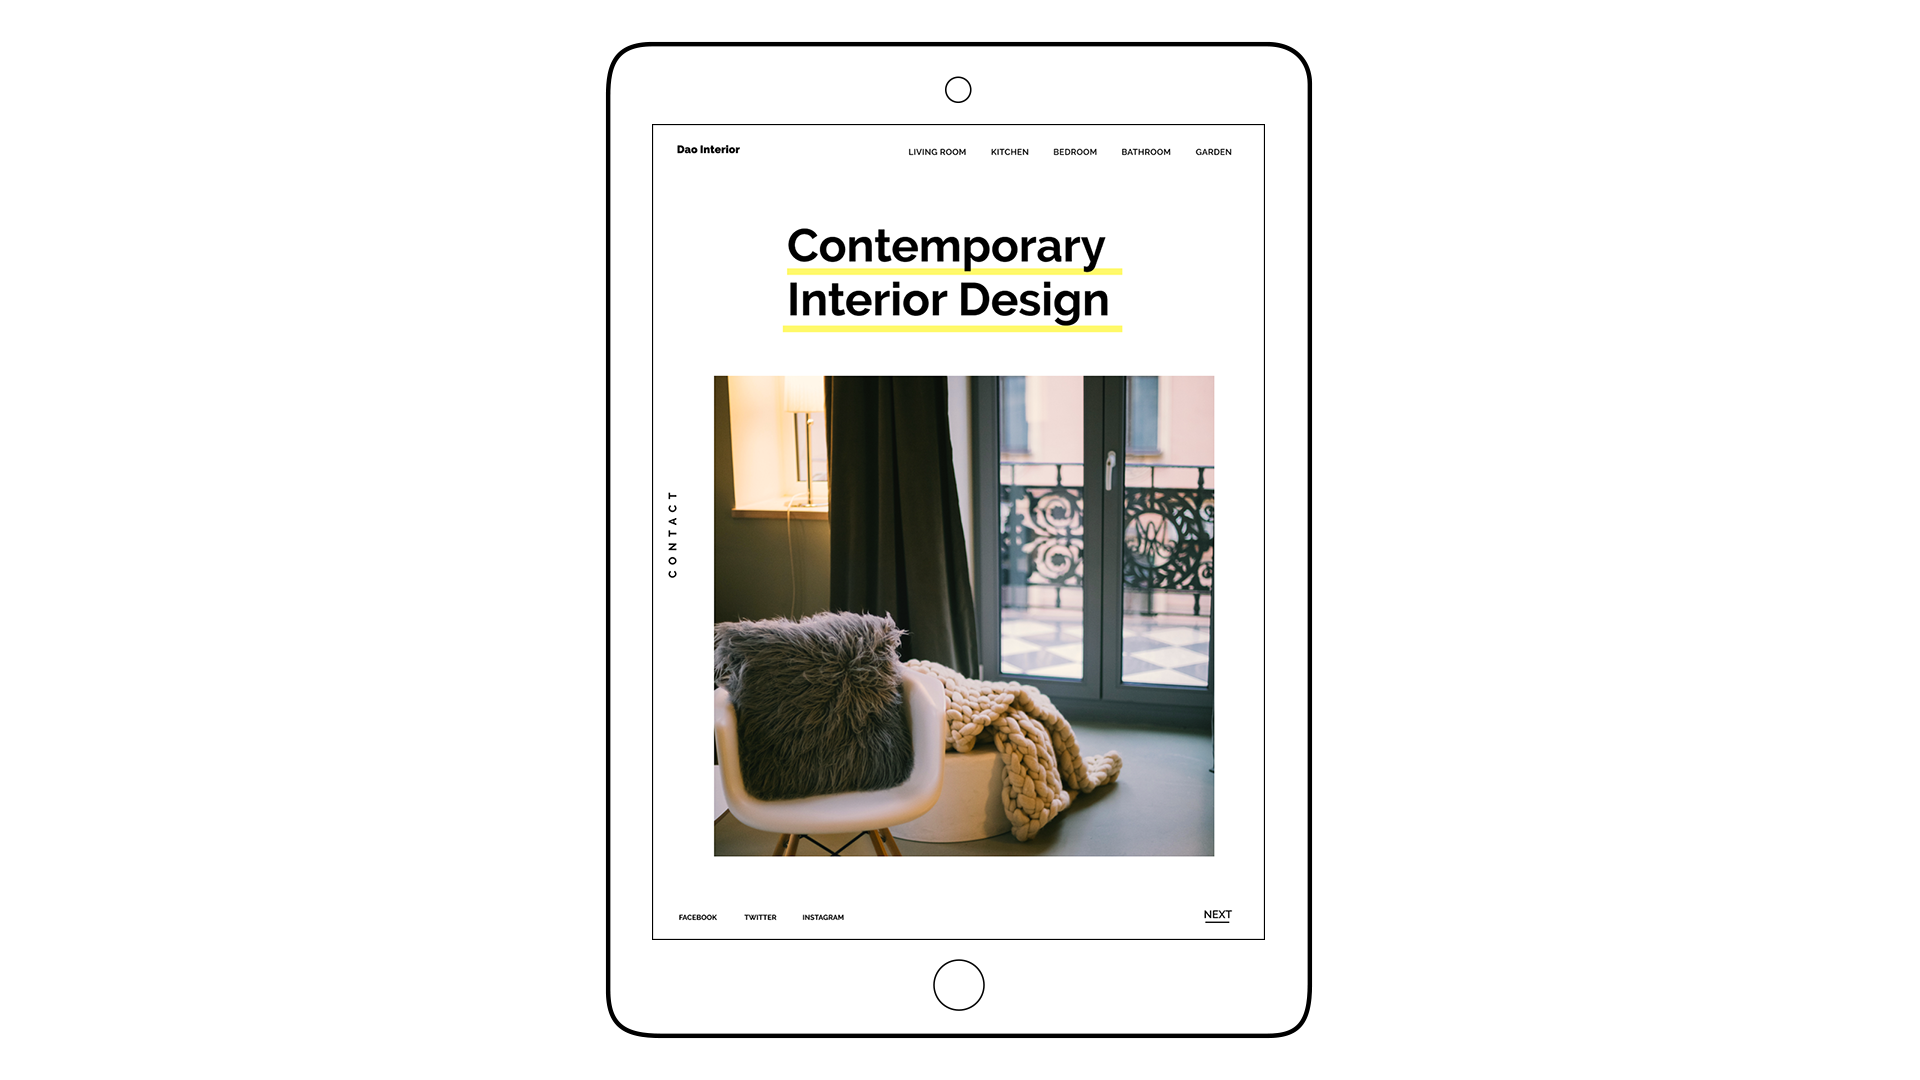 Dao Interior
LIVING ROOM KITCHEN BEDROOM BATHROOM GARDEN
Contemporary
Interior Design
CONTACT
FACEBOOK TWITTER INSTAGRAM
NEXT